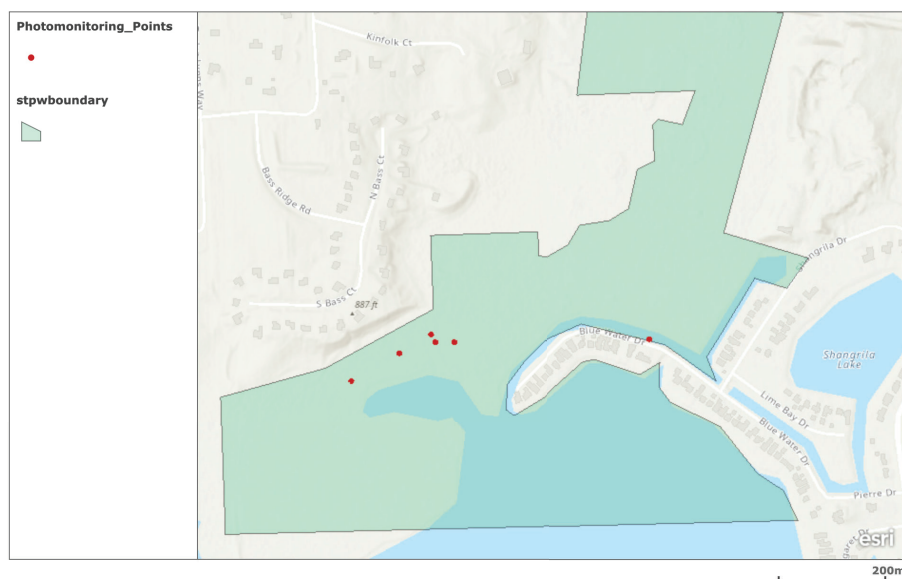 Photomonitoring_Points
stpwboundary
Kinfolk Ct
N Bass Ct
Bass Ridge Rd
S Bass Ct
887 ft
Shangrila Dr
Blue Water Dr
Shangrila
Lake
Lime Bay Dr
Blue Water Dr
Pierre Dr
esri
200m